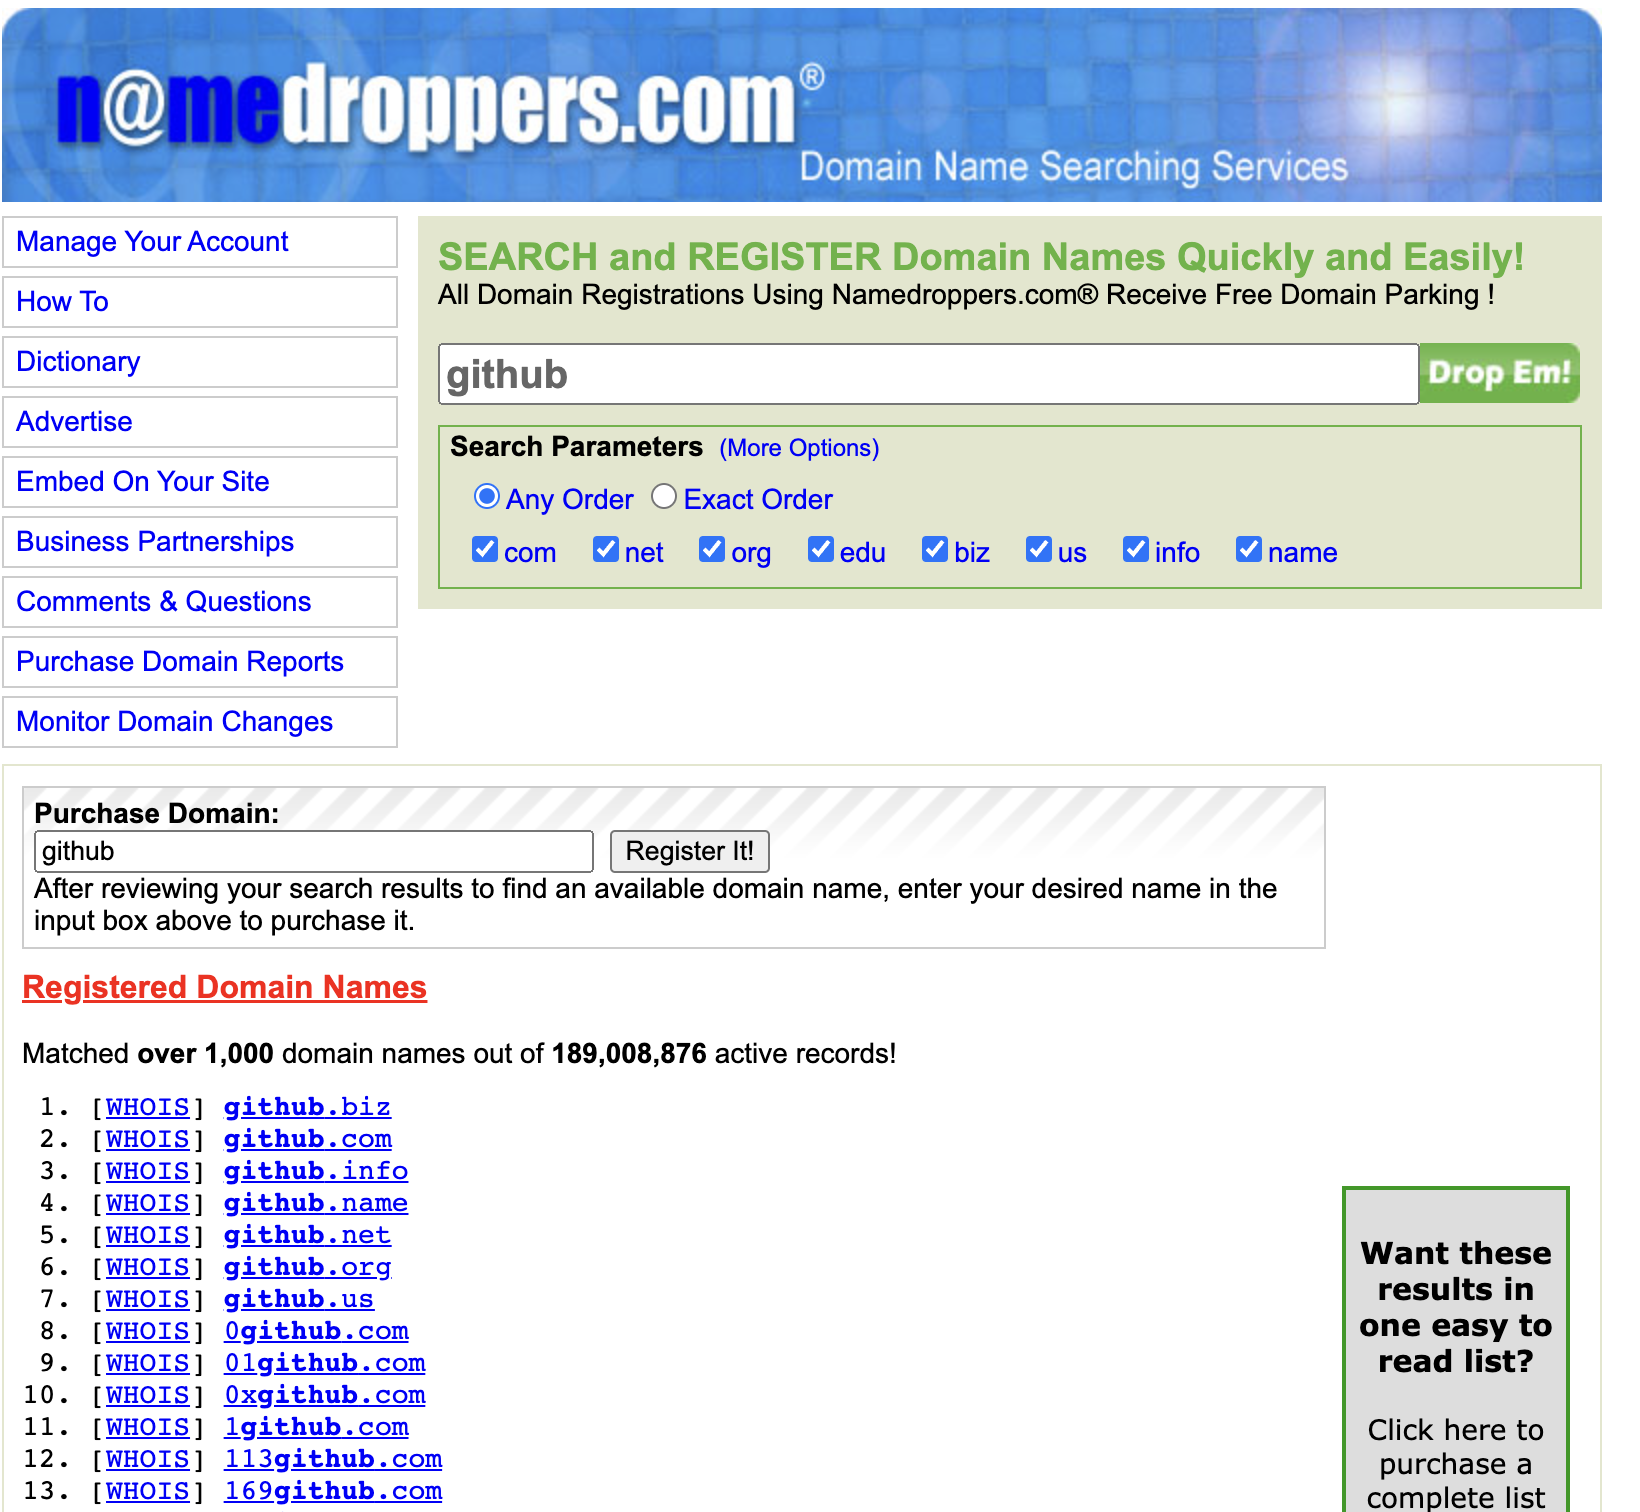 n@medroppers.com®
Domain Name Searching Services
Manage Your Account
How To
Dictionary
Advertise
Embed On Your Site
Business Partnerships
Comments & Questions
Purchase Domain Reports
Monitor Domain Changes
SEARCH and REGISTER Domain Names Quickly and Easily!
All Domain Registrations Using Namedroppers.com® Receive Free Domain Parking !
github
Drop Em!
Search Parameters (More Options)
Any Order Exact Order
com net org edu biz us info name
Purchase Domain:
github Register It!
After reviewing your search results to find an available domain name, enter your desired name in the
input box above to purchase it.
Registered Domain Names
Matched over 1,000 domain names out of 189,008,876 active records!
1. [WHOIS] github.biz
2. [WHOIS] github.com
3. [WHOIS] github.info
4. [WHOIS] github.name
5. [WHOIS] github.net
6. [WHOIS] github.org
7. [WHOIS] github.us
8. [WHOIS] 0github.com
9. [WHOIS] 01github.com
10. [WHOIS] 0xgithub.com
11. [WHOIS] 1github.com
12. [WHOIS] 113github.com
13. [WHOIS] 169github.com
Want these
results in
one easy to
read list?
Click here to
purchase a
complete list